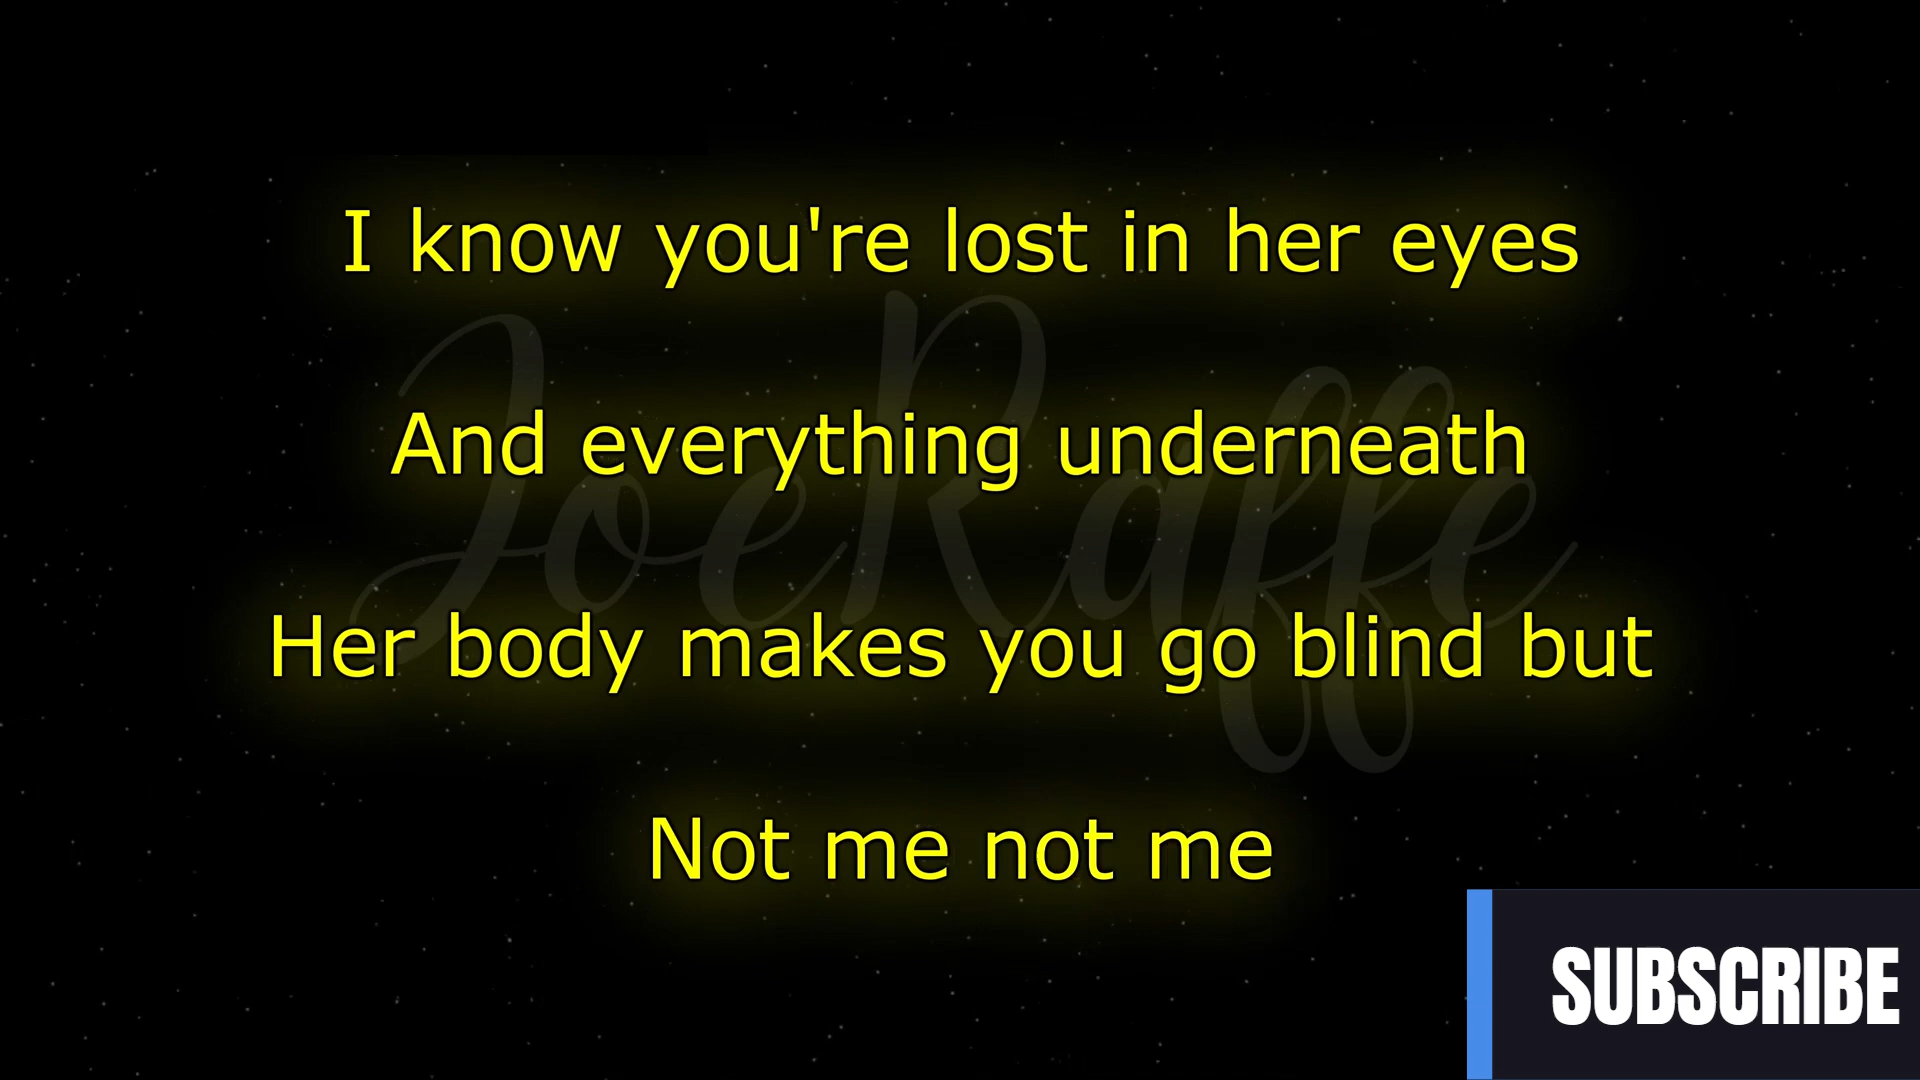 I know you're lost in her eyes
And everything underneath
Her body makes you go blind but
Not me not me
JoeRaffe
SUBSCRIBE